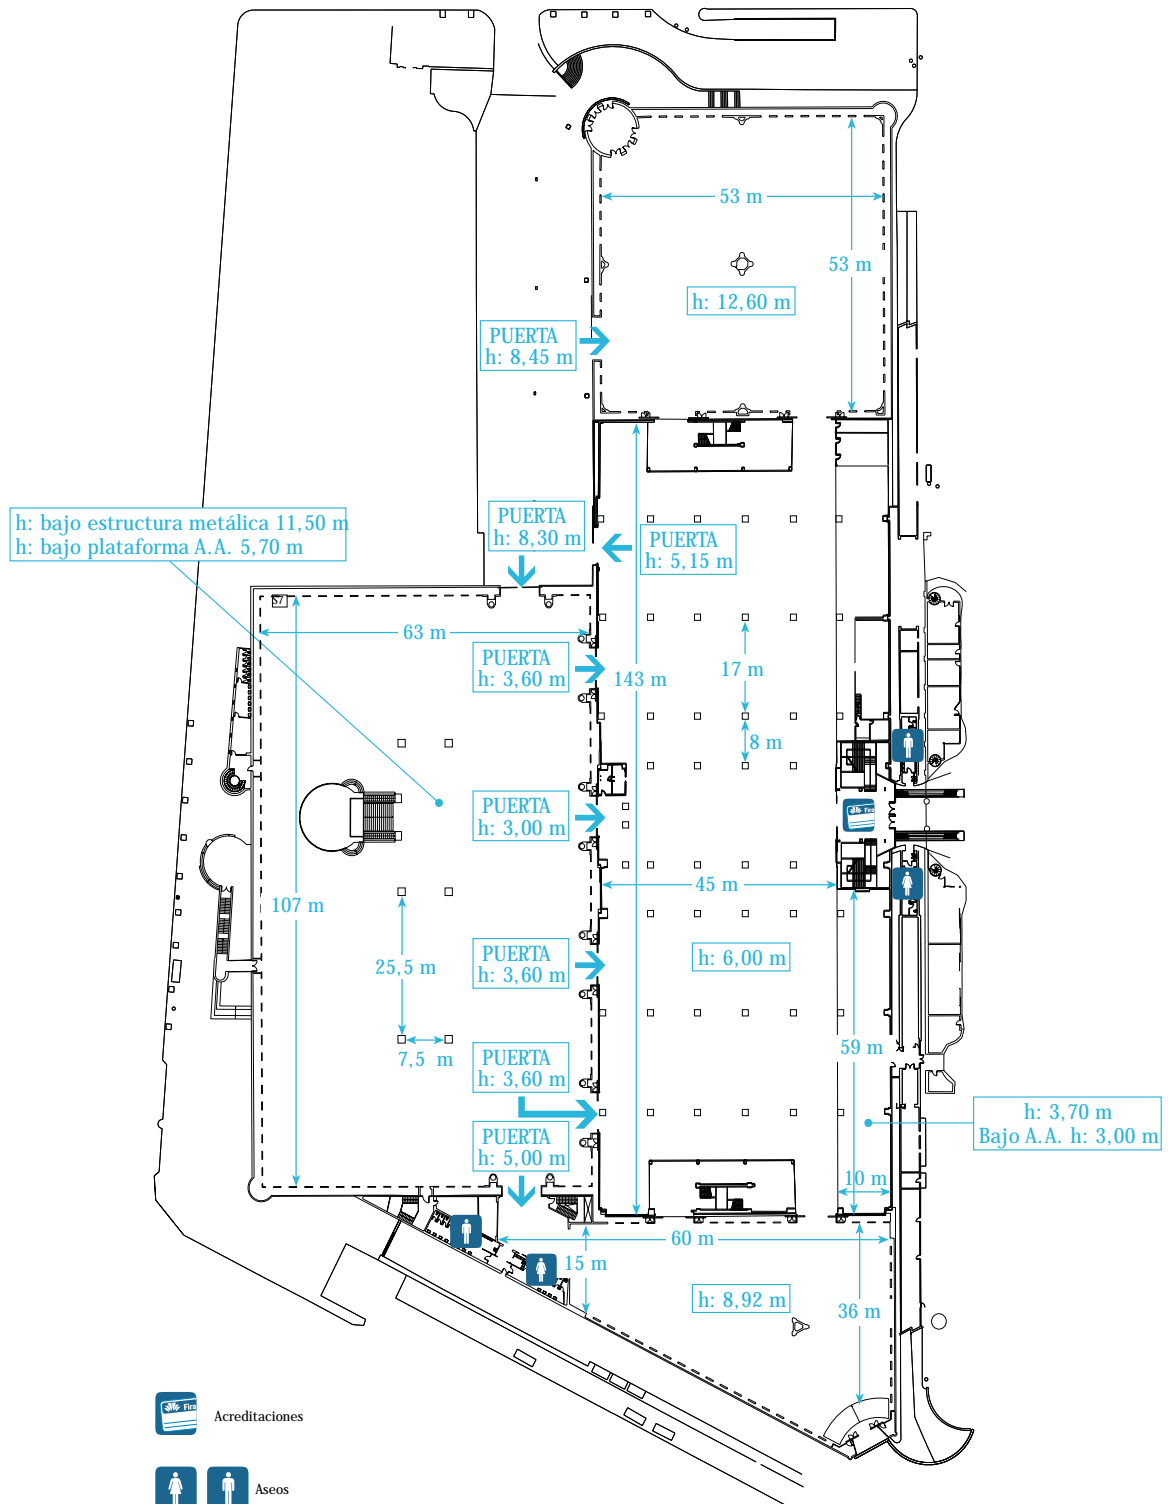 53 m
53 m
h: 12,60 m
PUERTA
h: 8,45 m
h: bajo estructura metálica 11,50 m
h: bajo plataforma A.A. 5,70 m
PUERTA
h: 8,30 m
PUERTA
h: 5,15 m
S7
63 m
PUERTA
h: 3,60 m
143 m
17 m
8 m
PUERTA
h: 3,00 m
Fira
107 m
45 m
25,5 m
PUERTA
h: 3,60 m
h: 6,00 m
7,5 m
59 m
PUERTA
h: 3,60 m
h: 3,70 m
Bajo A.A. h: 3,00 m
PUERTA
h: 5,00 m
10 m
60 m
15 m
h: 8,92 m
36 m
Fira
Acreditaciones
Aseos